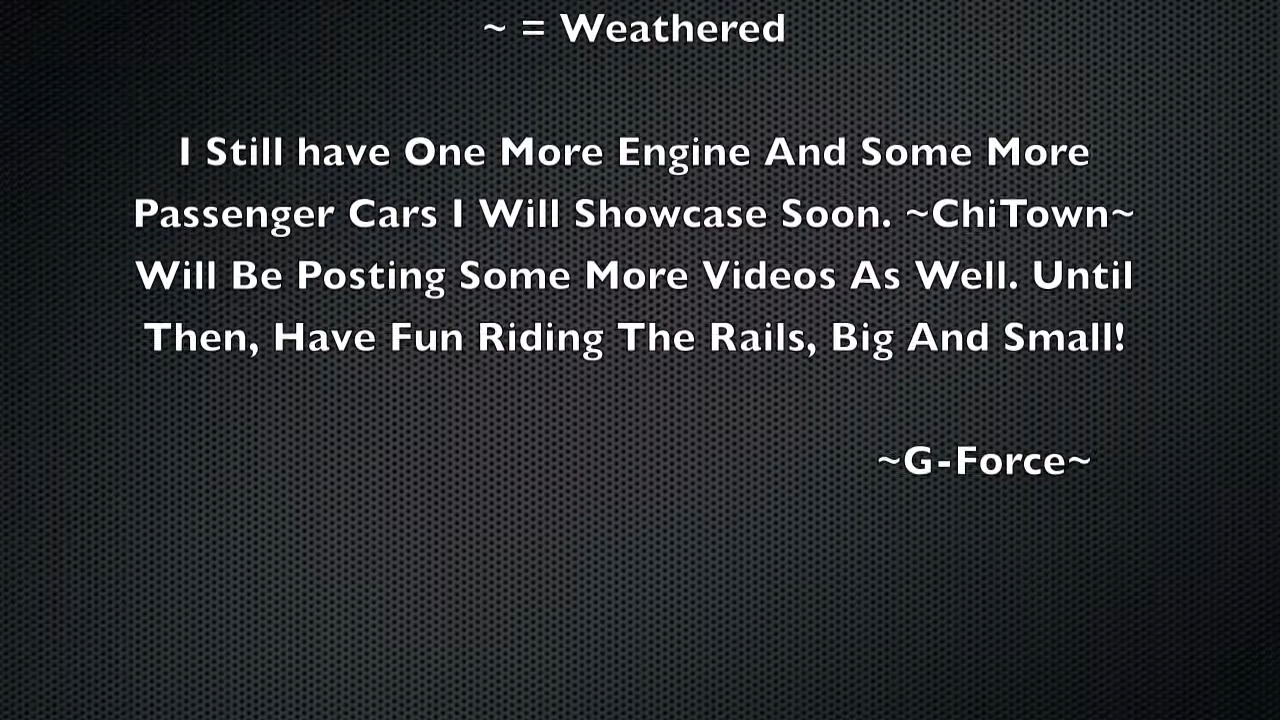 ~ = Weathered
I Still have One More Engine And Some More
Passenger Cars I Will Showcase Soon. ~ChiTown~
Will Be Posting Some More Videos As Well. Until
Then, Have Fun Riding The Rails, Big And Small!
~G-Force~